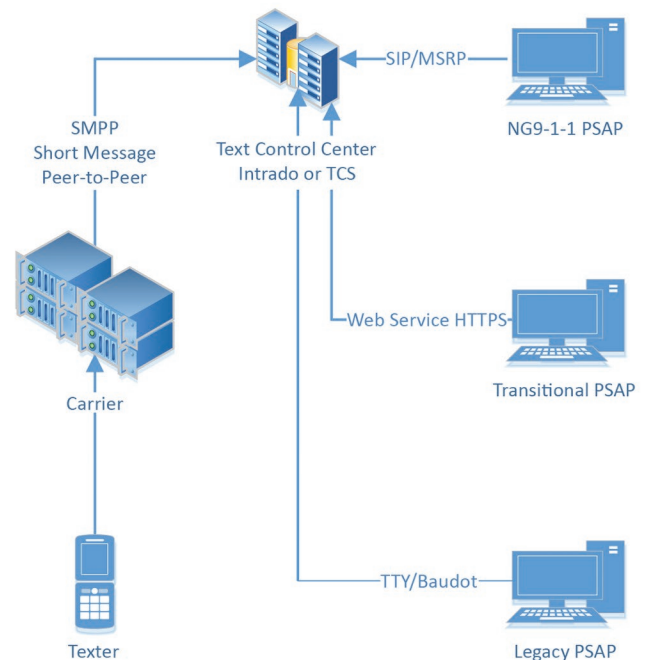 SIP/MSRP
NG9-1-1 PSAP
SMPP
Short Message
Peer-to-Peer
Text Control Center
Intrado or TCS
Web Service HTTPS
Transitional PSAP
Carrier
TTY/Baudot
Texter
Legacy PSAP